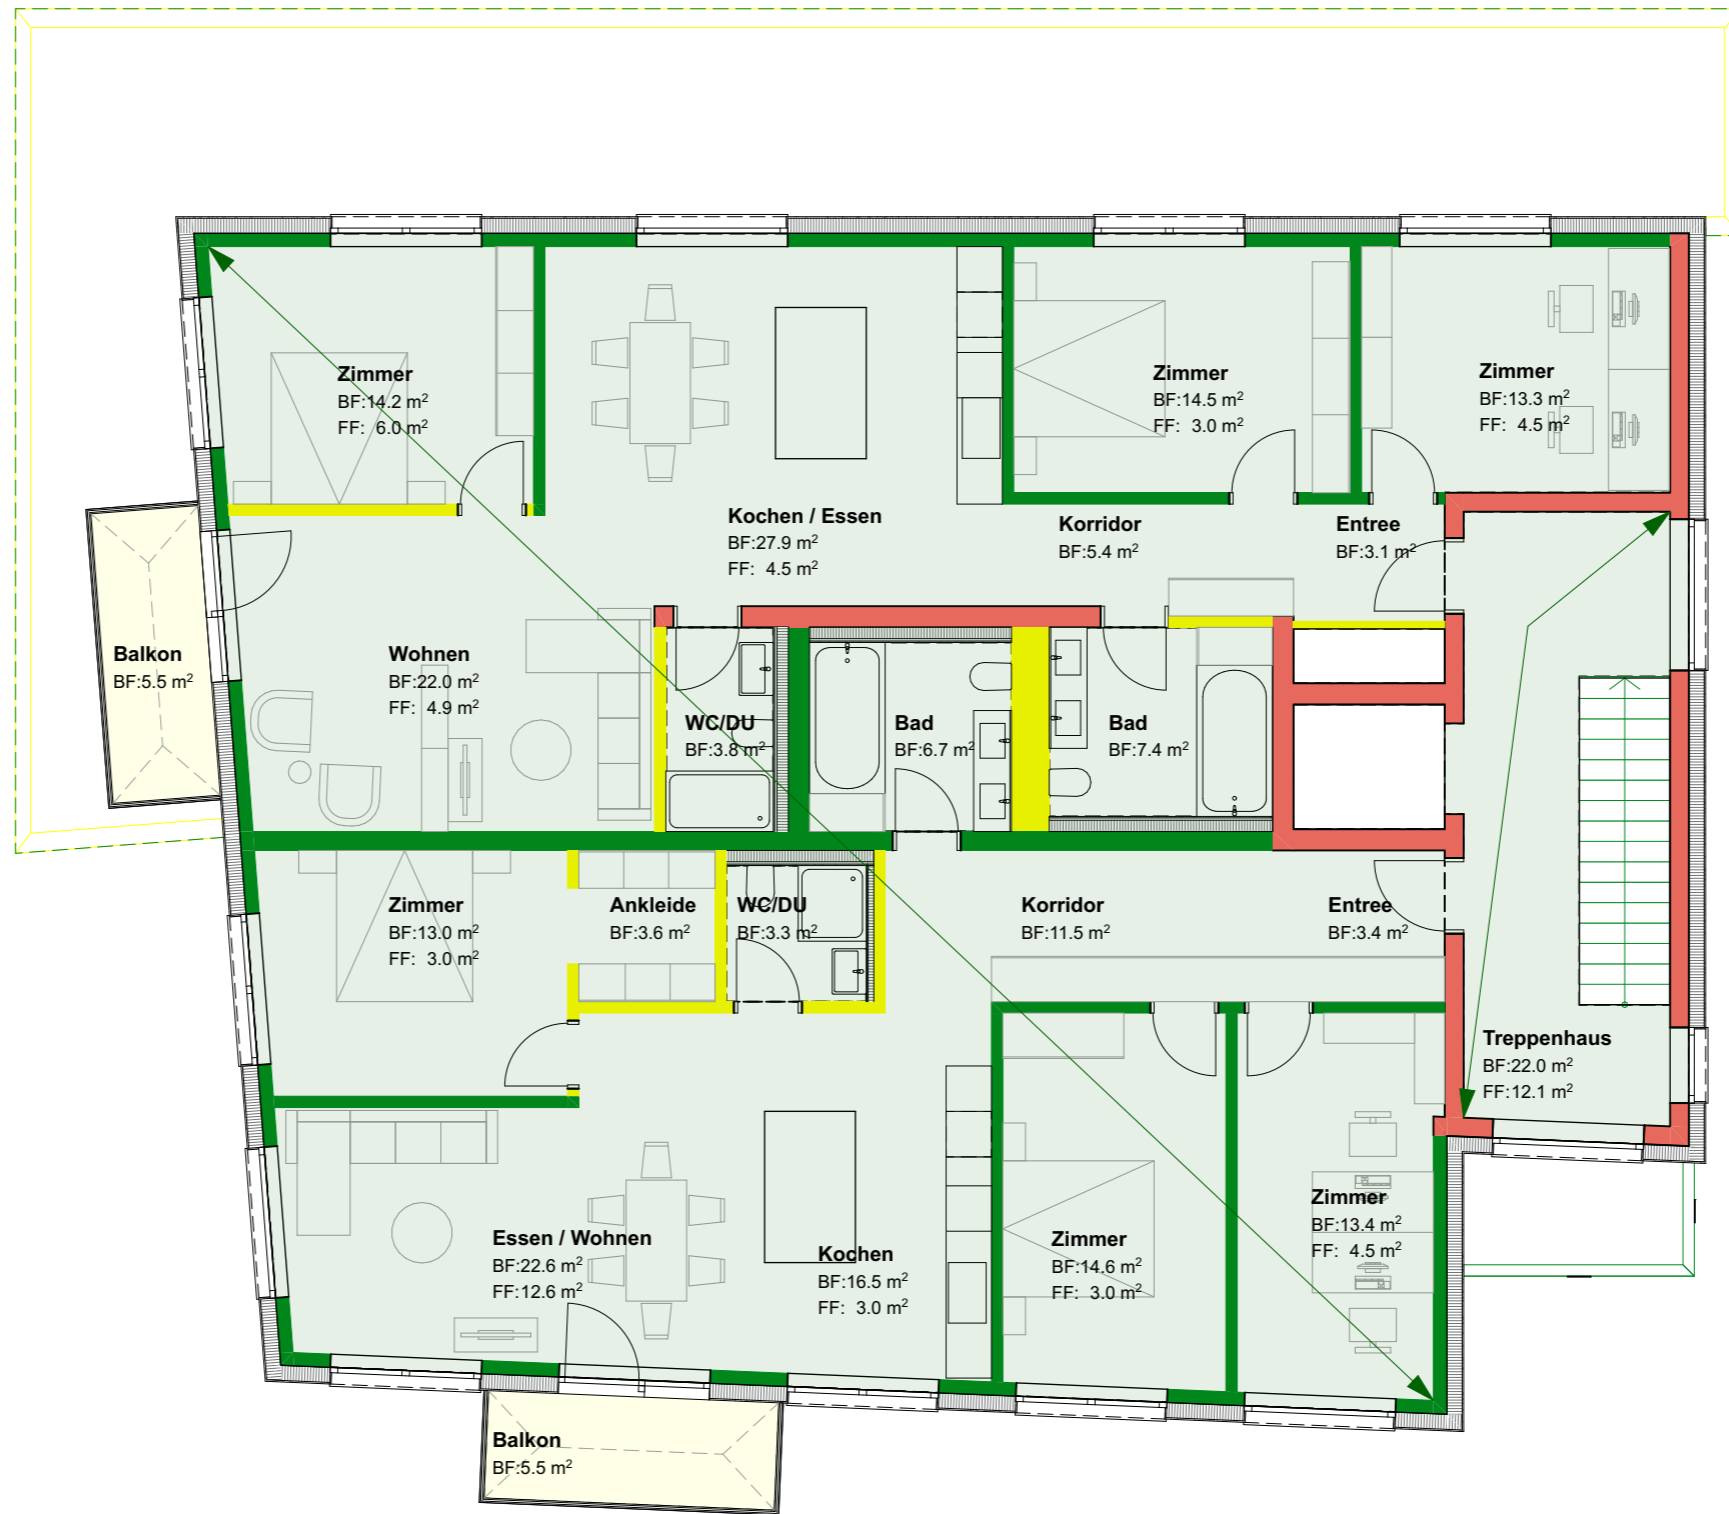 Zimmer
BF:14.2 m²
FF: 6.0 m²
Zimmer
BF:14.5 m²
FF: 3.0 m²
Zimmer
BF:13.3 m²
FF: 4.5 m²
Kochen / Essen
BF:27.9 m²
FF: 4.5 m²
Korridor
BF:5.4 m²
Entree
BF:3.1 m²
Balkon
BF:5.5 m²
Wohnen
BF:22.0 m²
FF: 4.9 m²
WC/DU
BF:3.8 m²
Bad
BF:6.7 m²
Bad
BF:7.4 m²
Zimmer
BF:13.0 m²
FF: 3.0 m²
Ankleide
BF:3.6 m²
WC/DU
BF:3.3 m²
Korridor
BF:11.5 m²
Entree
BF:3.4 m²
Treppenhaus
BF:22.0 m²
FF:12.1 m²
Essen / Wohnen
BF:22.6 m²
FF:12.6 m²
Kochen
BF:16.5 m²
FF: 3.0 m²
Zimmer
BF:14.6 m²
FF: 3.0 m²
Zimmer
BF:13.4 m²
FF: 4.5 m²
Balkon
BF:5.5 m²